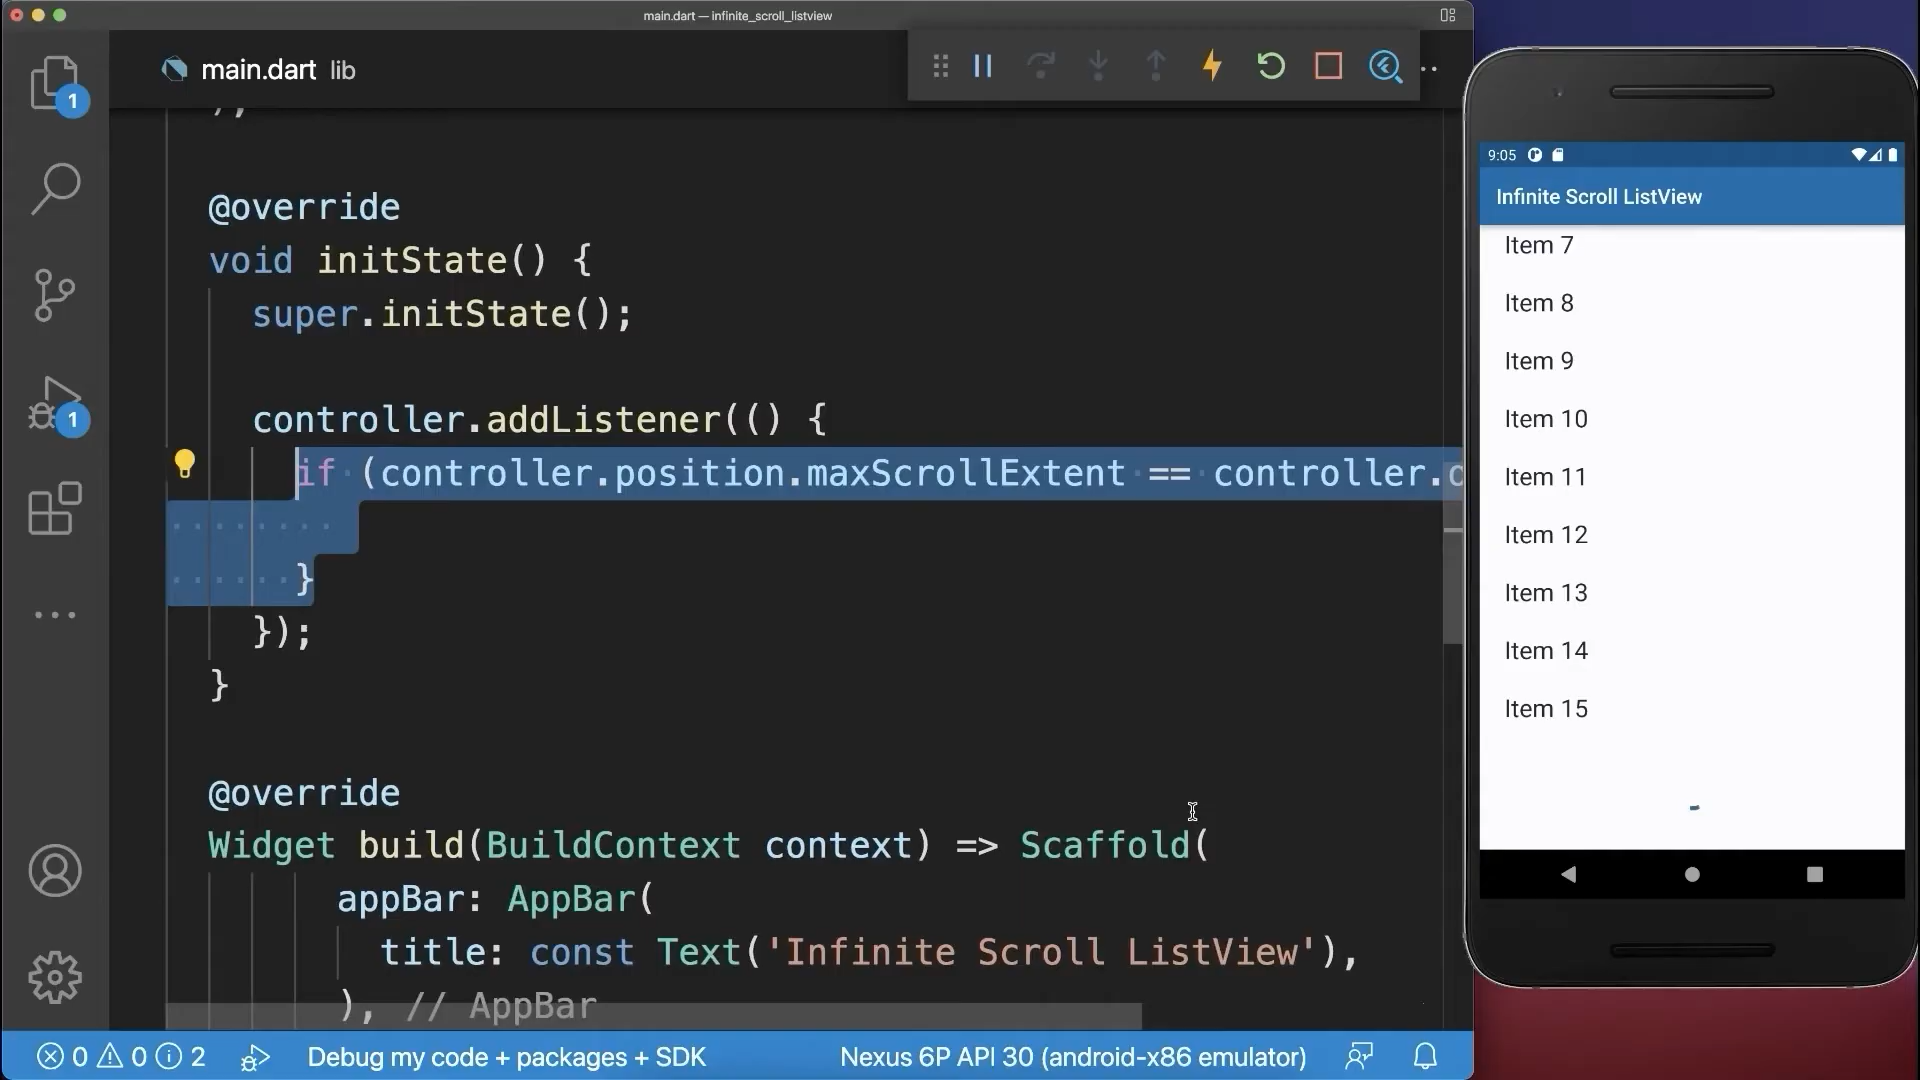 main.dart — infinite_scroll_listview
main.dart lib
1
@override
void initState() {
super.initState();
controller.addListener(() {
if (controller.position.maxScrollExtent == controller.o
}
});
}
@override
Widget build(BuildContext context) => Scaffold(
appBar: AppBar(
title: const Text('Infinite Scroll ListView'),
), // AppBar
1
0 0 2 Debug my code + packages + SDK Nexus 6P API 30 (android-x86 emulator)
9:05
Infinite Scroll ListView
Item 7
Item 8
Item 9
Item 10
Item 11
Item 12
Item 13
Item 14
Item 15